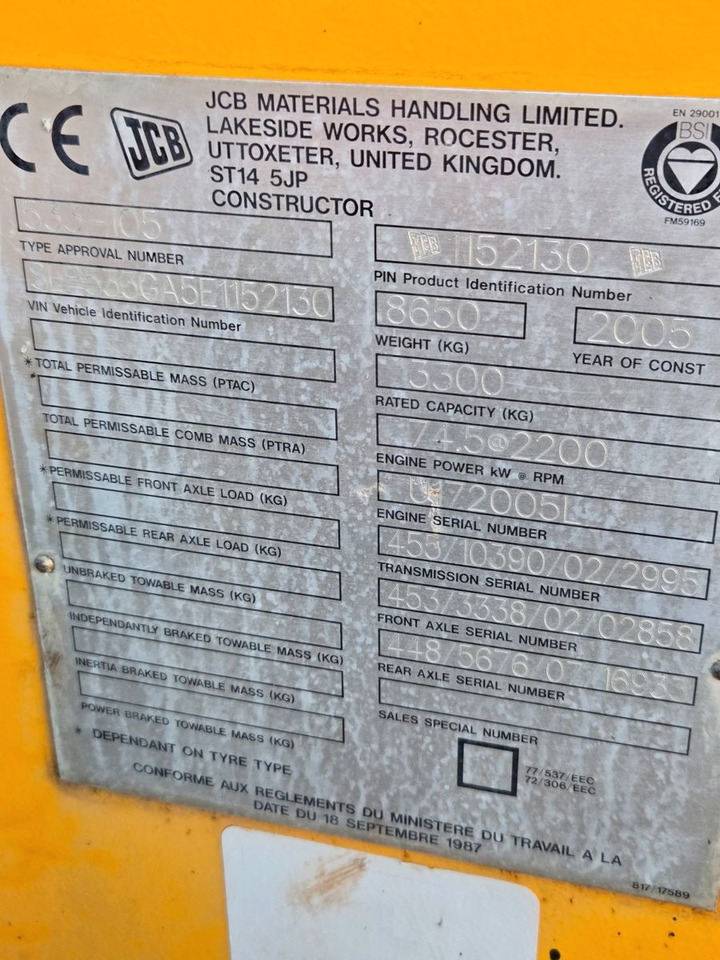 CE
JCB
JCB MATERIALS HANDLING LIMITED.
LAKESIDE WORKS, ROCESTER,
UTTOXETER, UNITED KINGDOM.
ST14 5JP
CONSTRUCTOR
EN 29001
BSI
REGISTERED
FM59169
533-105
TYPE APPROVAL NUMBER
VIN Vehicle Identification Number
* TOTAL PERMISSABLE MASS (PTAC)
TOTAL PERMISSABLE COMB MASS (PTRA)
* PERMISSABLE FRONT AXLE LOAD (KG)
* PERMISSABLE REAR AXLE LOAD (KG)
UNBRAKED TOWABLE MASS (KG)
INDEPENDANTLY BRAKED TOWABLE MASS (KG)
INERTIA BRAKED TOWABLE MASS (KG)
POWER BRAKED TOWABLE MASS (KG)
* DEPENDANT ON TYRE TYPE
JCB 1152130 JCB
PIN Product Identification Number
8650 2005
WEIGHT (KG) YEAR OF CONST
3300
RATED CAPACITY (KG)
74.5@2200
ENGINE POWER kW @ RPM
ENGINE SERIAL NUMBER
453/10390/02/2995
TRANSMISSION SERIAL NUMBER
453/3338/02/02858
FRONT AXLE SERIAL NUMBER
REAR AXLE SERIAL NUMBER
SALES SPECIAL NUMBER
77/537/EEC
72/306/EEC
CONFORME AUX REGLEMENTS DU MINISTERE DU TRAVAIL A LA
DATE DU 18 SEPTEMBRE 1987
817/17589